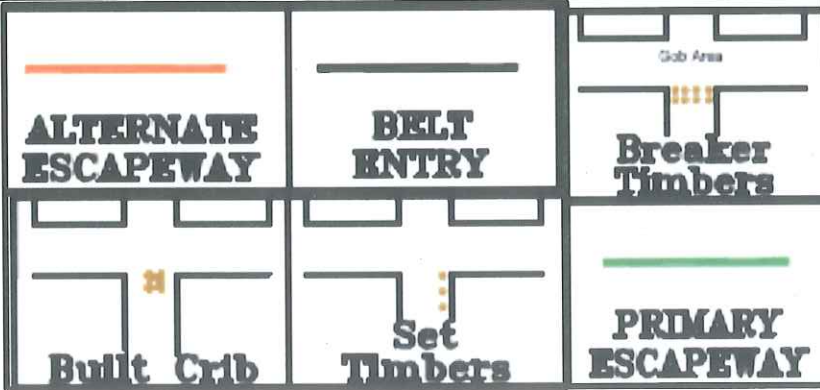 ALTERNATE
ESCAPEWAY
BELT
ENTRY
Gob Area
Breaker
Timbers
Built Crib
Set
Timbers
PRIMARY
ESCAPEWAY